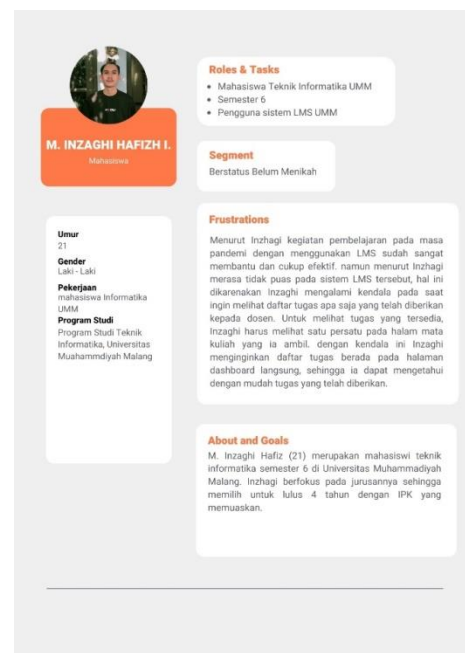 M. INZAGHI HAFIZH I.
Mahasiswa
Roles & Tasks
Mahasiswa Teknik Informatika UMM
Semester 6
Pengguna sistem LMS UMM
Segment
Berstatus Belum Menikah
Umur
21
Gender
Laki - Laki
Pekerjaan
mahasiswa Informatika
UMM
Program Studi
Program Studi Teknik
Informatika, Universitas
Muahammdiyah Malang
Frustrations
Menurut Inzhagi kegiatan pembelajaran pada masa
pandemi dengan menggunakan LMS sudah sangat
membantu dan cukup efektif. namun menurut Inzhagi
merasa tidak puas pada sistem LMS tersebut, hal ini
dikarenakan Inzaghi mengalami kendala pada saat
ingin melihat daftar tugas apa saja yang telah diberikan
kepada dosen. Untuk melihat tugas yang tersedia,
Inzaghi harus melihat satu persatu pada halam mata
kuliah yang ia ambil. dengan kendala ini Inzaghi
menginginkan daftar tugas berada pada halaman
dashboard langsung, sehingga ia dapat mengetahui
dengan mudah tugas yang telah diberikan.
About and Goals
M. Inzaghi Hafiz (21) merupakan mahasiswi teknik
informatika semester 6 di Universitas Muhammadiyah
Malang. Inzhagi berfokus pada jurusannya sehingga
memilih untuk lulus 4 tahun dengan IPK yang
memuaskan.